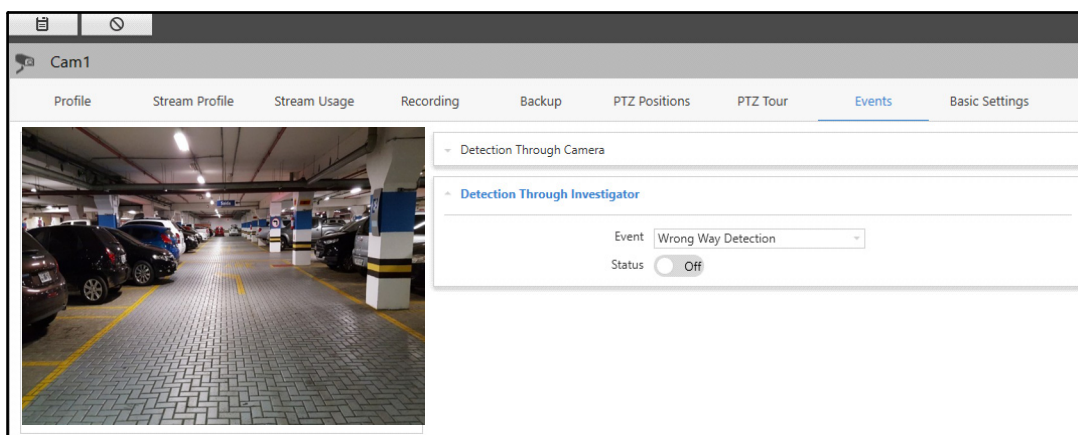 Cam1
Profile Stream Profile Stream Usage Recording Backup PTZ Positions PTZ Tour Events Basic Settings
Detection Through Camera
Detection Through Investigator
Event Wrong Way Detection
Status Off